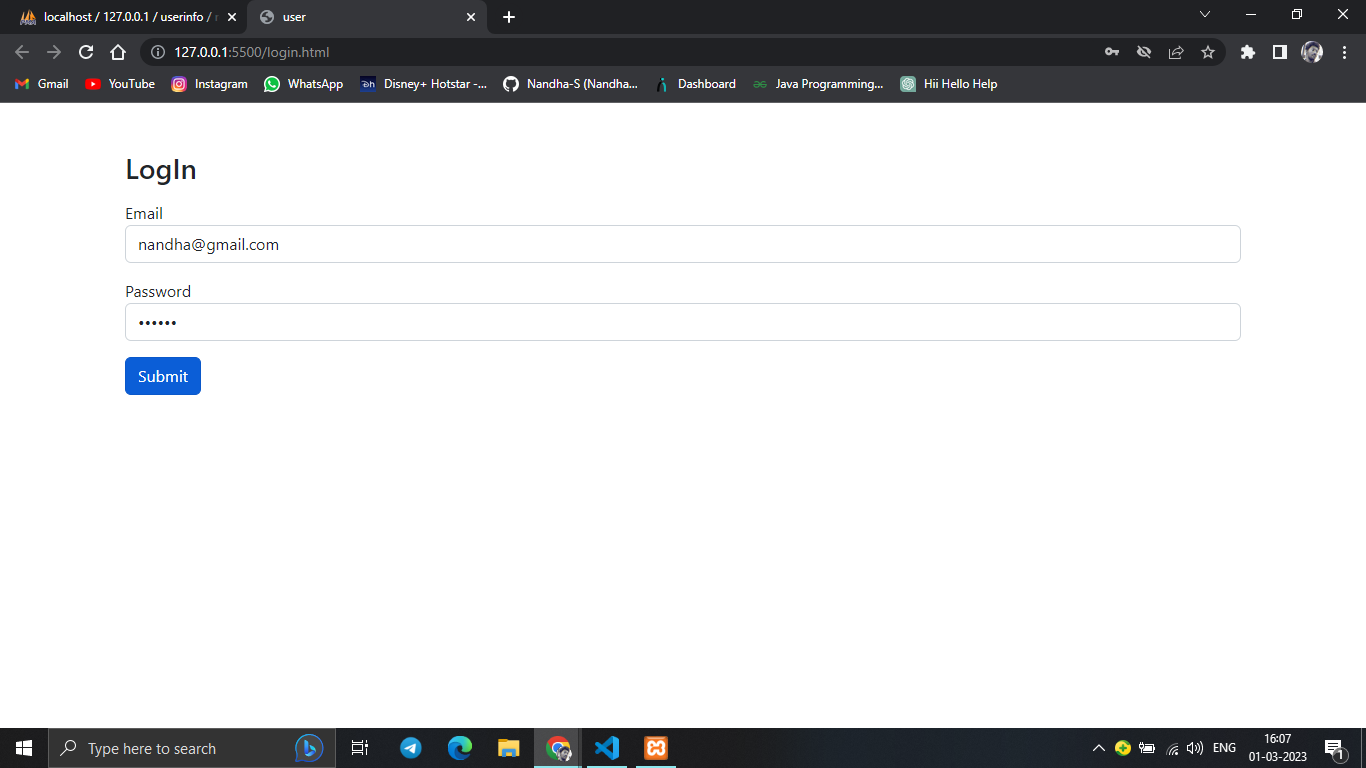 localhost / 127.0.0.1 / userinfo /
user
127.0.0.1:5500/login.html
Gmail
YouTube
Instagram
WhatsApp
Disney+ Hotstar -...
Nandha-S (Nandha...
Dashboard
Java Programming...
Hii Hello Help
LogIn
Email
nandha@gmail.com
Password
••••••
Submit
Type here to search
ENG
16:07
01-03-2023
1